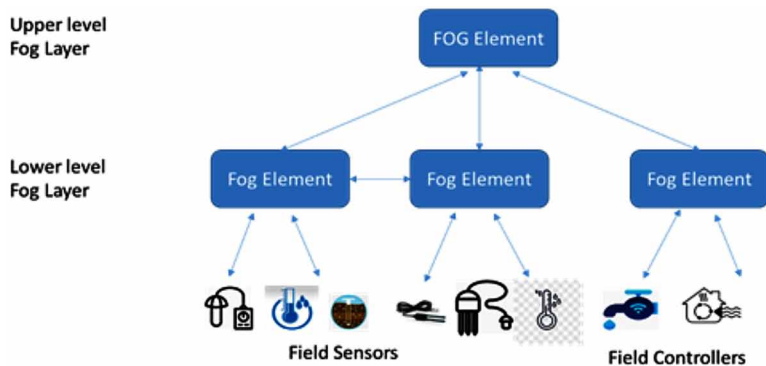 Upper level
Fog Layer
FOG Element
Lower level
Fog Layer
Fog Element
Fog Element
Fog Element
Field Sensors
Field Controllers